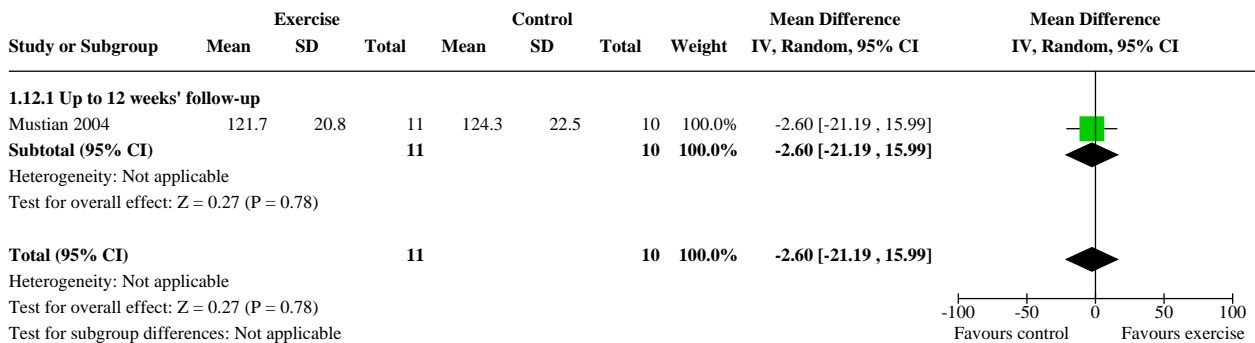 Exercise Control Mean Difference Mean Difference
Study or Subgroup Mean SD Total Mean SD Total Weight IV, Random, 95% CI IV, Random, 95% CI
1.12.1 Up to 12 weeks' follow-up
Mustian 2004 121.7 20.8 11 124.3 22.5 10 100.0% -2.60 [-21.19 , 15.99]
Subtotal (95% CI) 11 10 100.0% -2.60 [-21.19 , 15.99]
Heterogeneity: Not applicable
Test for overall effect: Z = 0.27 (P = 0.78)
Total (95% CI) 11 10 100.0% -2.60 [-21.19 , 15.99]
Heterogeneity: Not applicable
Test for overall effect: Z = 0.27 (P = 0.78)
Test for subgroup differences: Not applicable
-100 -50 0 50 100
Favours control Favours exercise